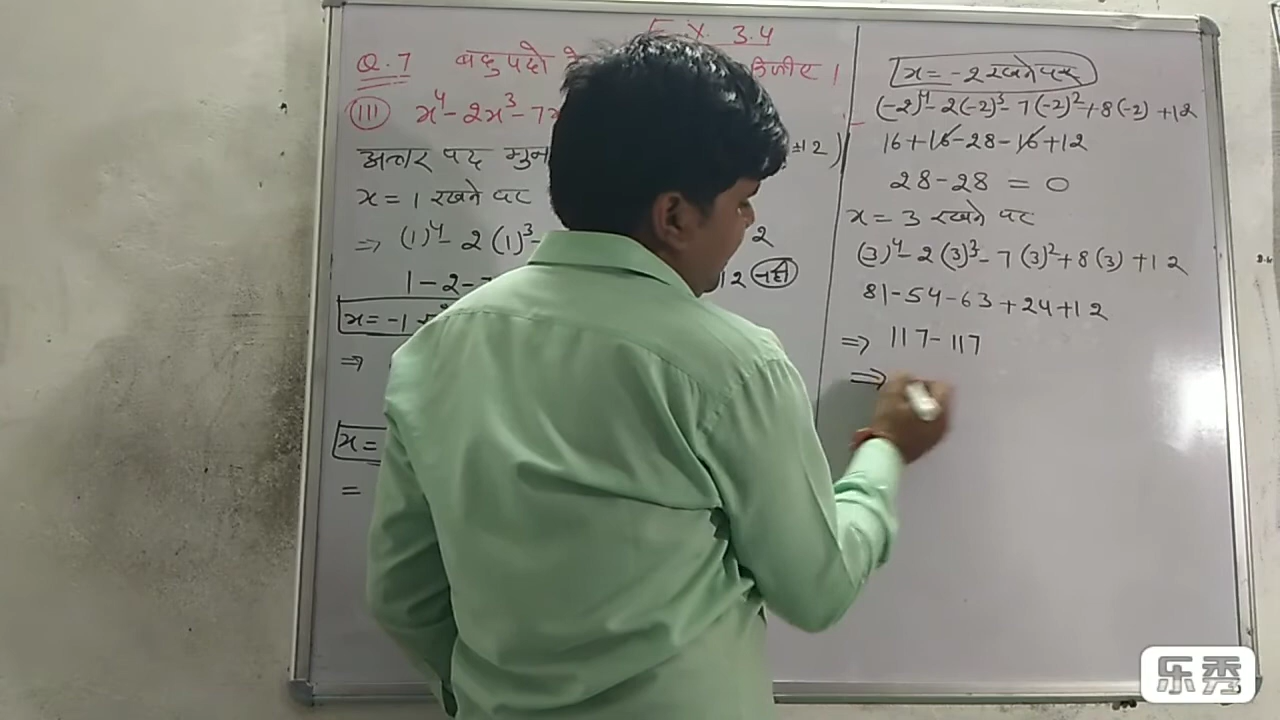 Ex. 3.4
Q.7 बहुपदो के कीजीए।
(III) x⁴ - 2x³ - 7x
अचर पद गुण ±12)
x = 1 रखने पर
⇒ (1)⁴ - 2(1)³ - 2
1 - 2 - 7 12 नही
x = -1
⇒
x =
=
x = -2 रखने पर
(-2)⁴ - 2(-2)³ - 7(-2)² + 8(-2) + 12
16 + 16 - 28 - 16 + 12
28 - 28 = 0
x = 3 रखने पर
(3)⁴ - 2(3)³ - 7(3)² + 8(3) + 12
81 - 54 - 63 + 24 + 12
⇒ 117 - 117
⇒
乐秀